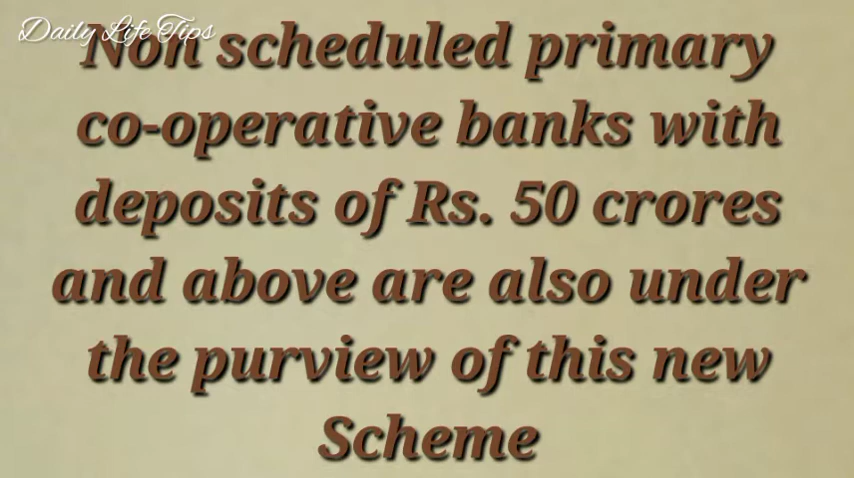 Daily Life Tips
Non scheduled primary
co-operative banks with
deposits of Rs. 50 crores
and above are also under
the purview of this new
Scheme